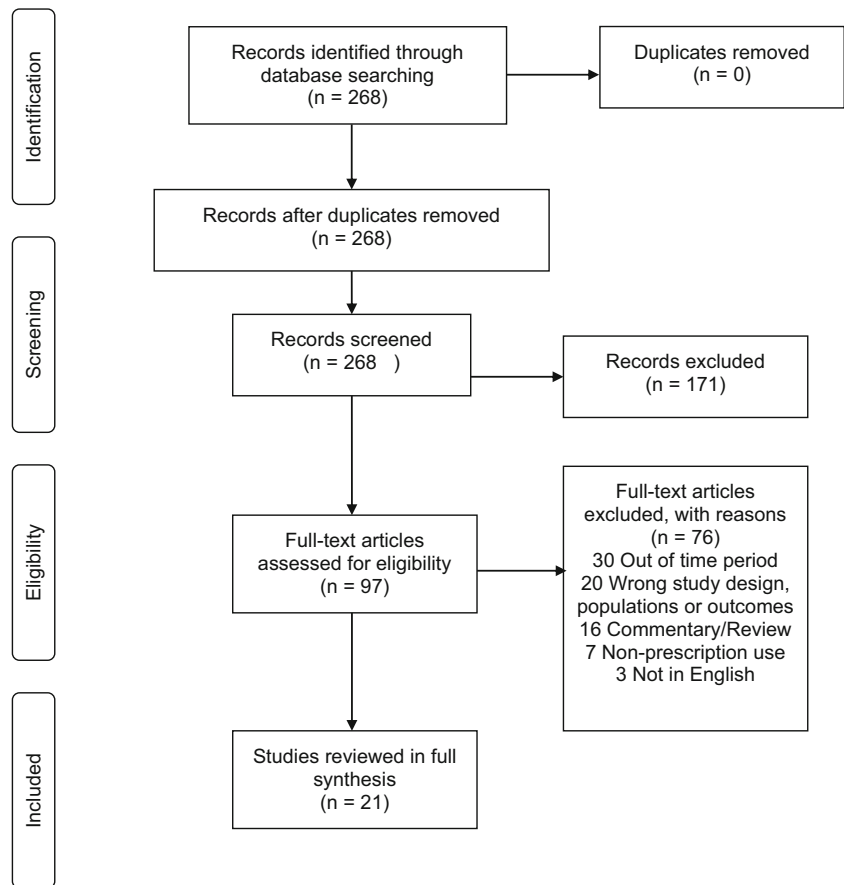 Identification
Records identified through
database searching
(n = 268)
Duplicates removed
(n = 0)
Records after duplicates removed
(n = 268)
Screening
Records screened
(n = 268 )
Records excluded
(n = 171)
Eligibility
Full-text articles
assessed for eligibility
(n = 97)
Full-text articles
excluded, with reasons
(n = 76)
30 Out of time period
20 Wrong study design,
populations or outcomes
16 Commentary/Review
7 Non-prescription use
3 Not in English
Included
Studies reviewed in full
synthesis
(n = 21)